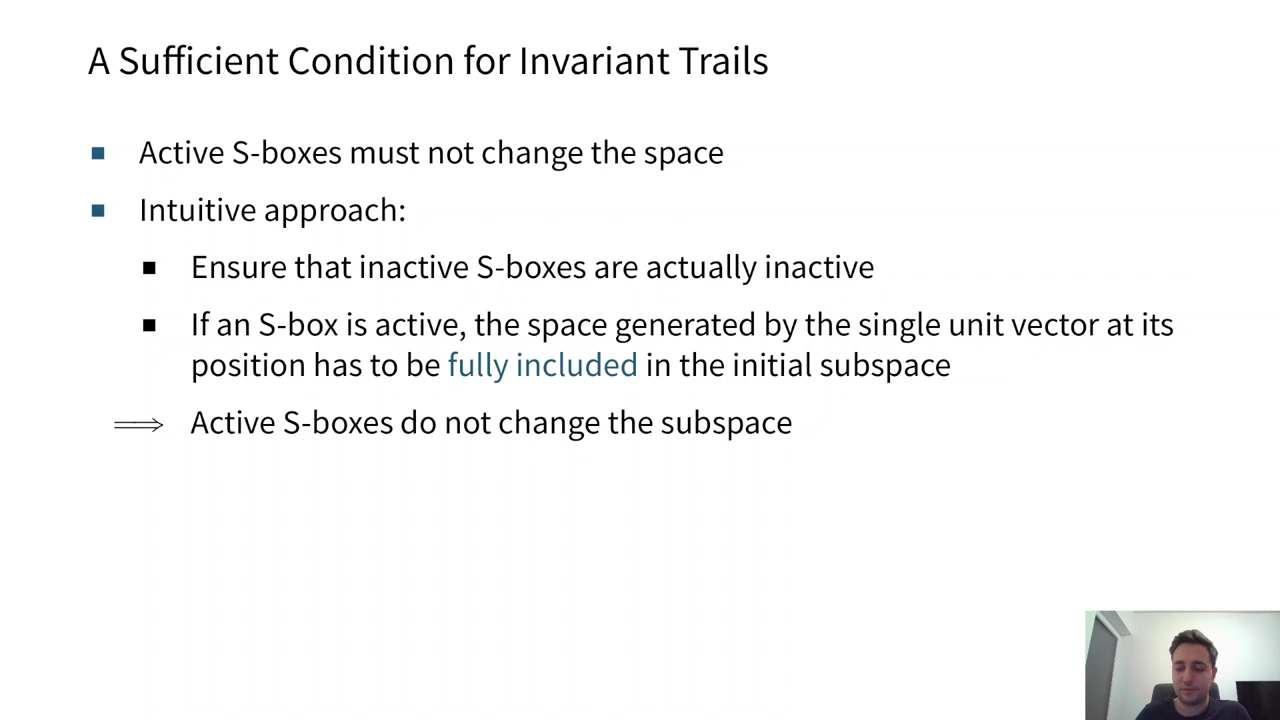 A Sufficient Condition for Invariant Trails
Active S-boxes must not change the space
Intuitive approach:
Ensure that inactive S-boxes are actually inactive
If an S-box is active, the space generated by the single unit vector at its
position has to be fully included in the initial subspace
⟹ Active S-boxes do not change the subspace